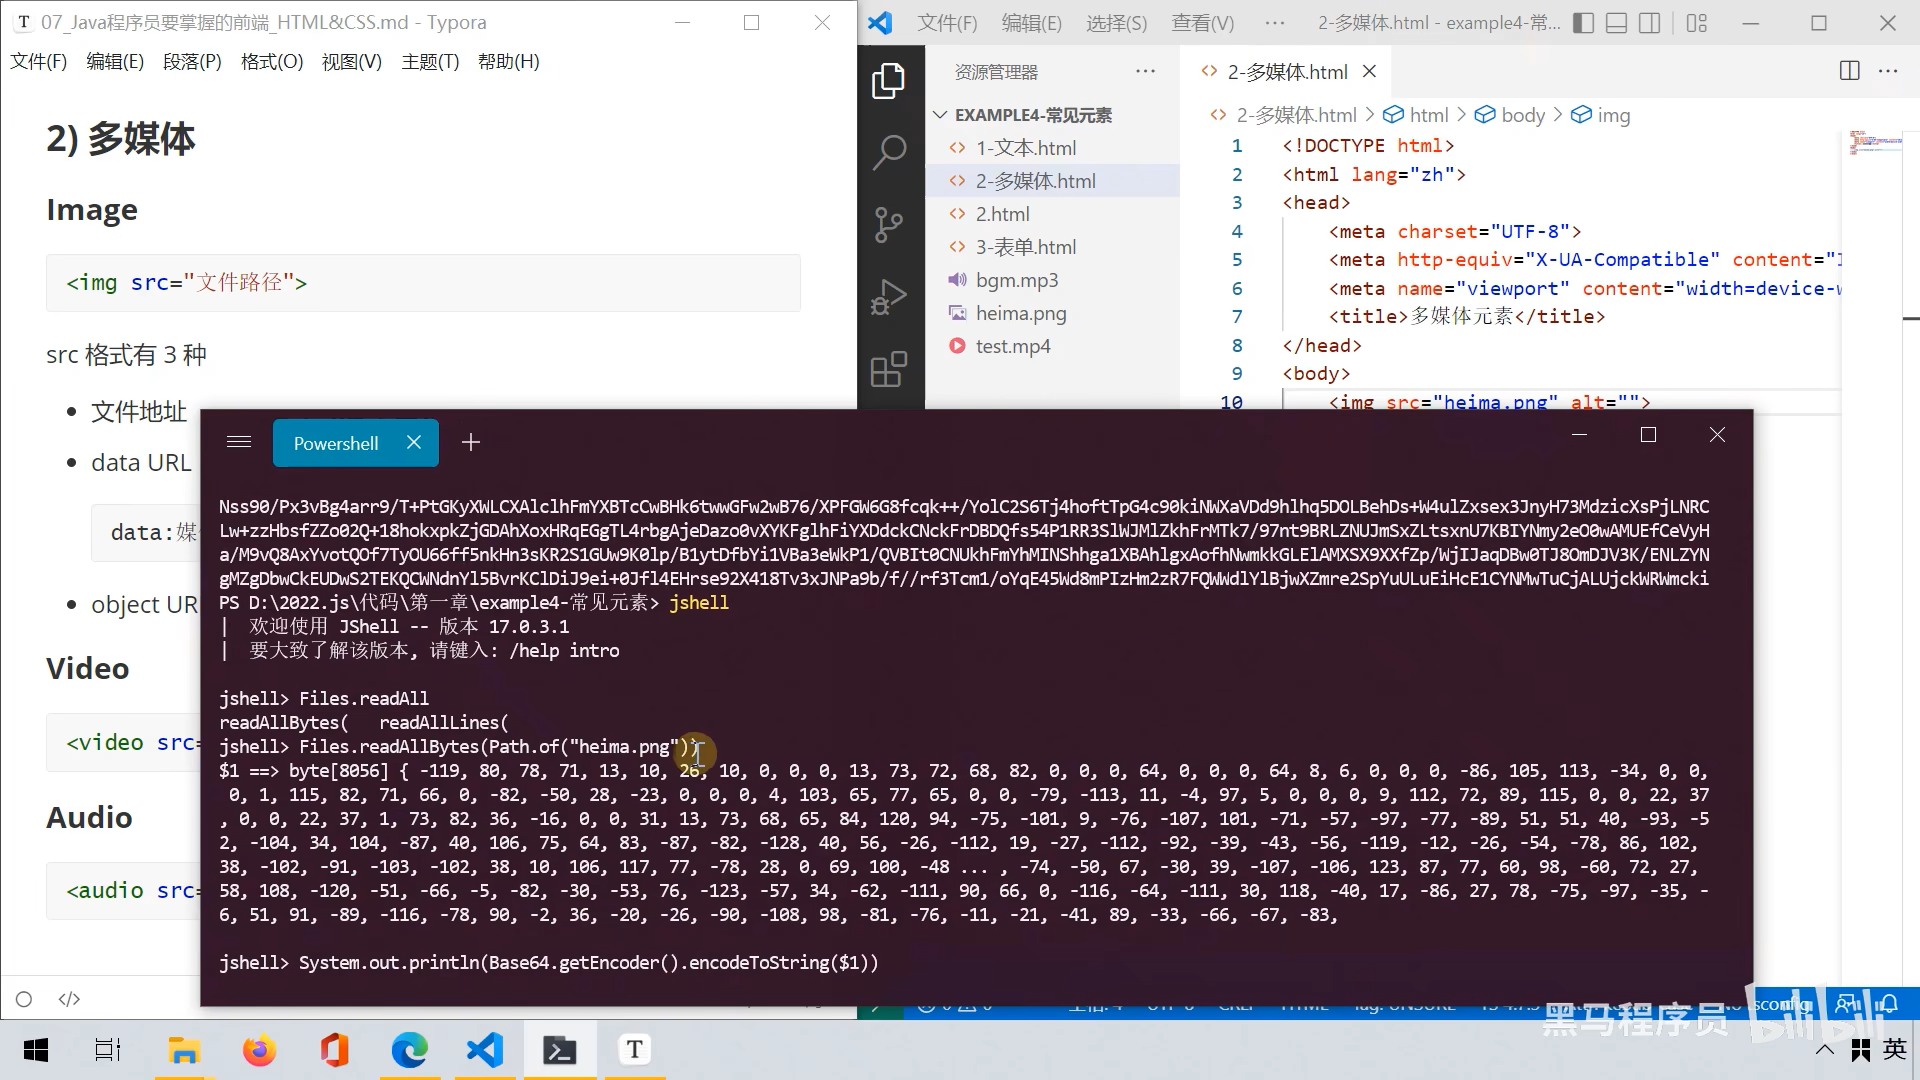 07_Java程序员要掌握的前端_HTML&CSS.md - Typora
文件(F) 编辑(E) 段落(P) 格式(O) 视图(V) 主题(T) 帮助(H)
2) 多媒体
Image
<img src="文件路径">
src 格式有 3 种
文件地址
data URL
data:媒
object UR
Video
<video src=
Audio
<audio src=
文件(F) 编辑(E) 选择(S) 查看(V) ··· 2-多媒体.html - example4-常...
资源管理器
EXAMPLE4-常见元素
1-文本.html
2-多媒体.html
2.html
3-表单.html
bgm.mp3
heima.png
test.mp4
2-多媒体.html
2-多媒体.html > html > body > img
1 <!DOCTYPE html>
2 <html lang="zh">
3 <head>
4 <meta charset="UTF-8">
5 <meta http-equiv="X-UA-Compatible" content="I
6 <meta name="viewport" content="width=device-w
7 <title>多媒体元素</title>
8 </head>
9 <body>
10 <img src="heima.png" alt="">
Powershell
Nss90/Px3vBg4arr9/T+PtGKyXWLCXAlclhFmYXBTcCwBHk6twwGFw2wB76/XPFGW6G8fcqk++/YolC2S6Tj4hoftTpG4c90kiNWXaVDd9hlhq5DOLBehDs+W4ulZxsex3JnyH73MdzicXsPjLNRC
Lw+zzHbsfZZo02Q+18hokxpkZjGDAhXoxHRqEGgTL4rbgAjeDazo0vXYKFglhFiYXDdckCNckFrDBDQfs54P1RR3SlWJMlZkhFrMTk7/97nt9BRLZNUJmSxZLtsxnU7KBIYNmy2eO0wAMUEfCeVyH
a/M9vQ8AxYvotQOf7TyOU66ff5nkHn3sKR2S1GUw9K0lp/B1ytDfbYi1VBa3eWkP1/QVBIt0CNUkhFmYhMINShhga1XBAhlgxAofhNwmkkGLElAMXSX9XXfZp/WjIJaqDBw0TJ8OmDJV3K/ENLZYN
gMZgDbwCkEUDwS2TEKQCWNdnYl5BvrKClDiJ9ei+0Jfl4EHrse92X418Tv3xJNPa9b/f//rf3Tcm1/oYqE45Wd8mPIzHm2zR7FQWWdlYlBjwXZmre2SpYuULuEiHcE1CYNMwTuCjALUjckWRWmcki
PS D:\2022.js\代码\第一章\example4-常见元素> jshell
| 欢迎使用 JShell -- 版本 17.0.3.1
| 要大致了解该版本, 请键入: /help intro
jshell> Files.readAll
readAllBytes( readAllLines(
jshell> Files.readAllBytes(Path.of("heima.png"))
$1 ==> byte[8056] { -119, 80, 78, 71, 13, 10, 26, 10, 0, 0, 0, 13, 73, 72, 68, 82, 0, 0, 0, 64, 0, 0, 0, 64, 8, 6, 0, 0, 0, -86, 105, 113, -34, 0, 0,
0, 1, 115, 82, 71, 66, 0, -82, -50, 28, -23, 0, 0, 0, 4, 103, 65, 77, 65, 0, 0, -79, -113, 11, -4, 97, 5, 0, 0, 0, 9, 112, 72, 89, 115, 0, 0, 22, 37
, 0, 0, 22, 37, 1, 73, 82, 36, -16, 0, 0, 31, 13, 73, 68, 65, 84, 120, 94, -75, -101, 9, -76, -107, 101, -71, -57, -97, -77, -89, 51, 51, 40, -93, -5
2, -104, 34, 104, -87, 40, 106, 75, 64, 83, -87, -82, -128, 40, 56, -26, -112, 19, -27, -112, -92, -39, -43, -56, -119, -12, -26, -54, -78, 86, 102,
38, -102, -91, -103, -102, 38, 10, 106, 117, 77, -78, 28, 0, 69, 100, -48 ... , -74, -50, 67, -30, 39, -107, -106, 123, 87, 77, 60, 98, -60, 72, 27,
58, 108, -120, -51, -66, -5, -82, -30, -53, 76, -123, -57, 34, -62, -111, 90, 66, 0, -116, -64, -111, 30, 118, -40, 17, -86, 27, 78, -75, -97, -35, -
6, 51, 91, -89, -116, -78, 90, -2, 36, -20, -26, -90, -108, 98, -81, -76, -11, -21, -41, 89, -33, -66, -67, -83,
jshell> System.out.println(Base64.getEncoder().encodeToString($1))
黑马程序员 bilibili
英